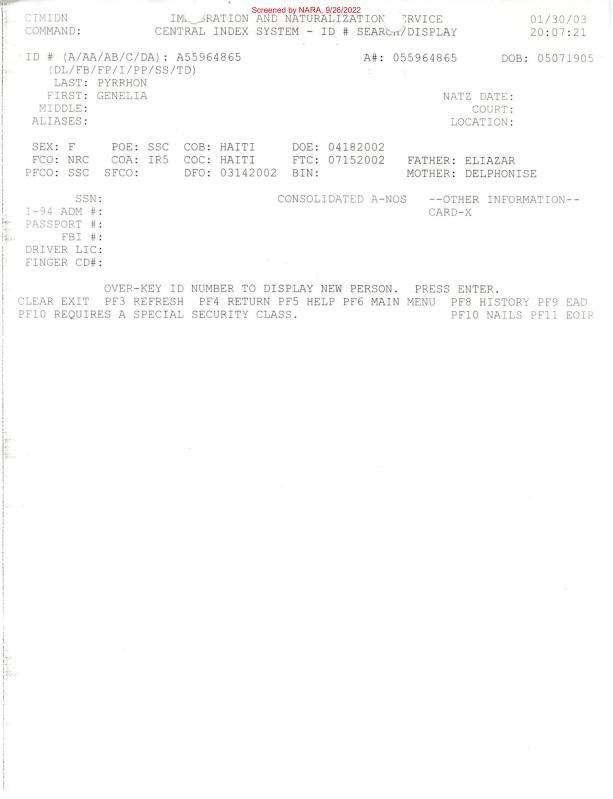 Screened by NARA, 9/26/2022
CIMIDN IM RATION AND NATURALIZATION RVICE 01/30/03
COMMAND: CENTRAL INDEX SYSTEM - ID # SEARCH/DISPLAY 20:07:21
ID # (A/AA/AB/C/DA): A55964865 A#: 055964865 DOB: 05071905
(DL/FB/FP/I/PP/SS/TD)
LAST: PYRRHON
FIRST: GENELIA NATZ DATE:
MIDDLE: COURT:
ALIASES: LOCATION:
SEX: F POE: SSC COB: HAITI DOE: 04182002
FCO: NRC COA: IR5 COC: HAITI FTC: 07152002 FATHER: ELIAZAR
PFCO: SSC SFCO: DFO: 03142002 BIN: MOTHER: DELPHONISE
SSN: CONSOLIDATED A-NOS --OTHER INFORMATION--
I-94 ADM #: CARD-X
PASSPORT #:
FBI #:
DRIVER LIC:
FINGER CD#:
OVER-KEY ID NUMBER TO DISPLAY NEW PERSON. PRESS ENTER.
CLEAR EXIT PF3 REFRESH PF4 RETURN PF5 HELP PF6 MAIN MENU PF8 HISTORY PF9 EAD
PF10 REQUIRES A SPECIAL SECURITY CLASS. PF10 NAILS PF11 EOIR